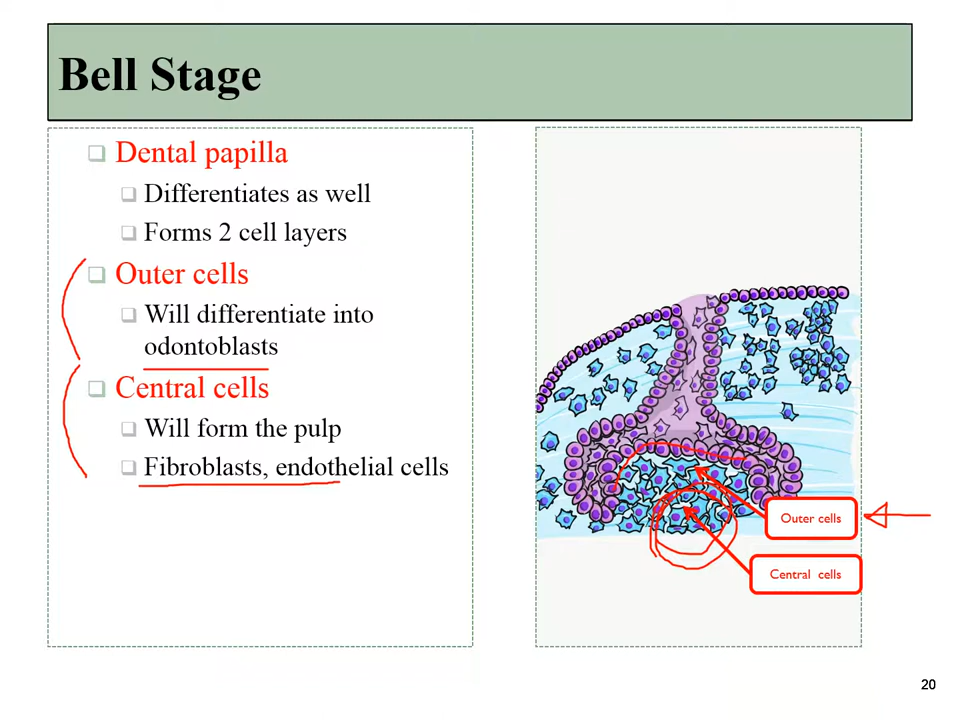 Bell Stage
Dental papilla
Differentiates as well
Forms 2 cell layers
Outer cells
Will differentiate into
odontoblasts
Central cells
Will form the pulp
Fibroblasts, endothelial cells
Outer cells
Central cells
20